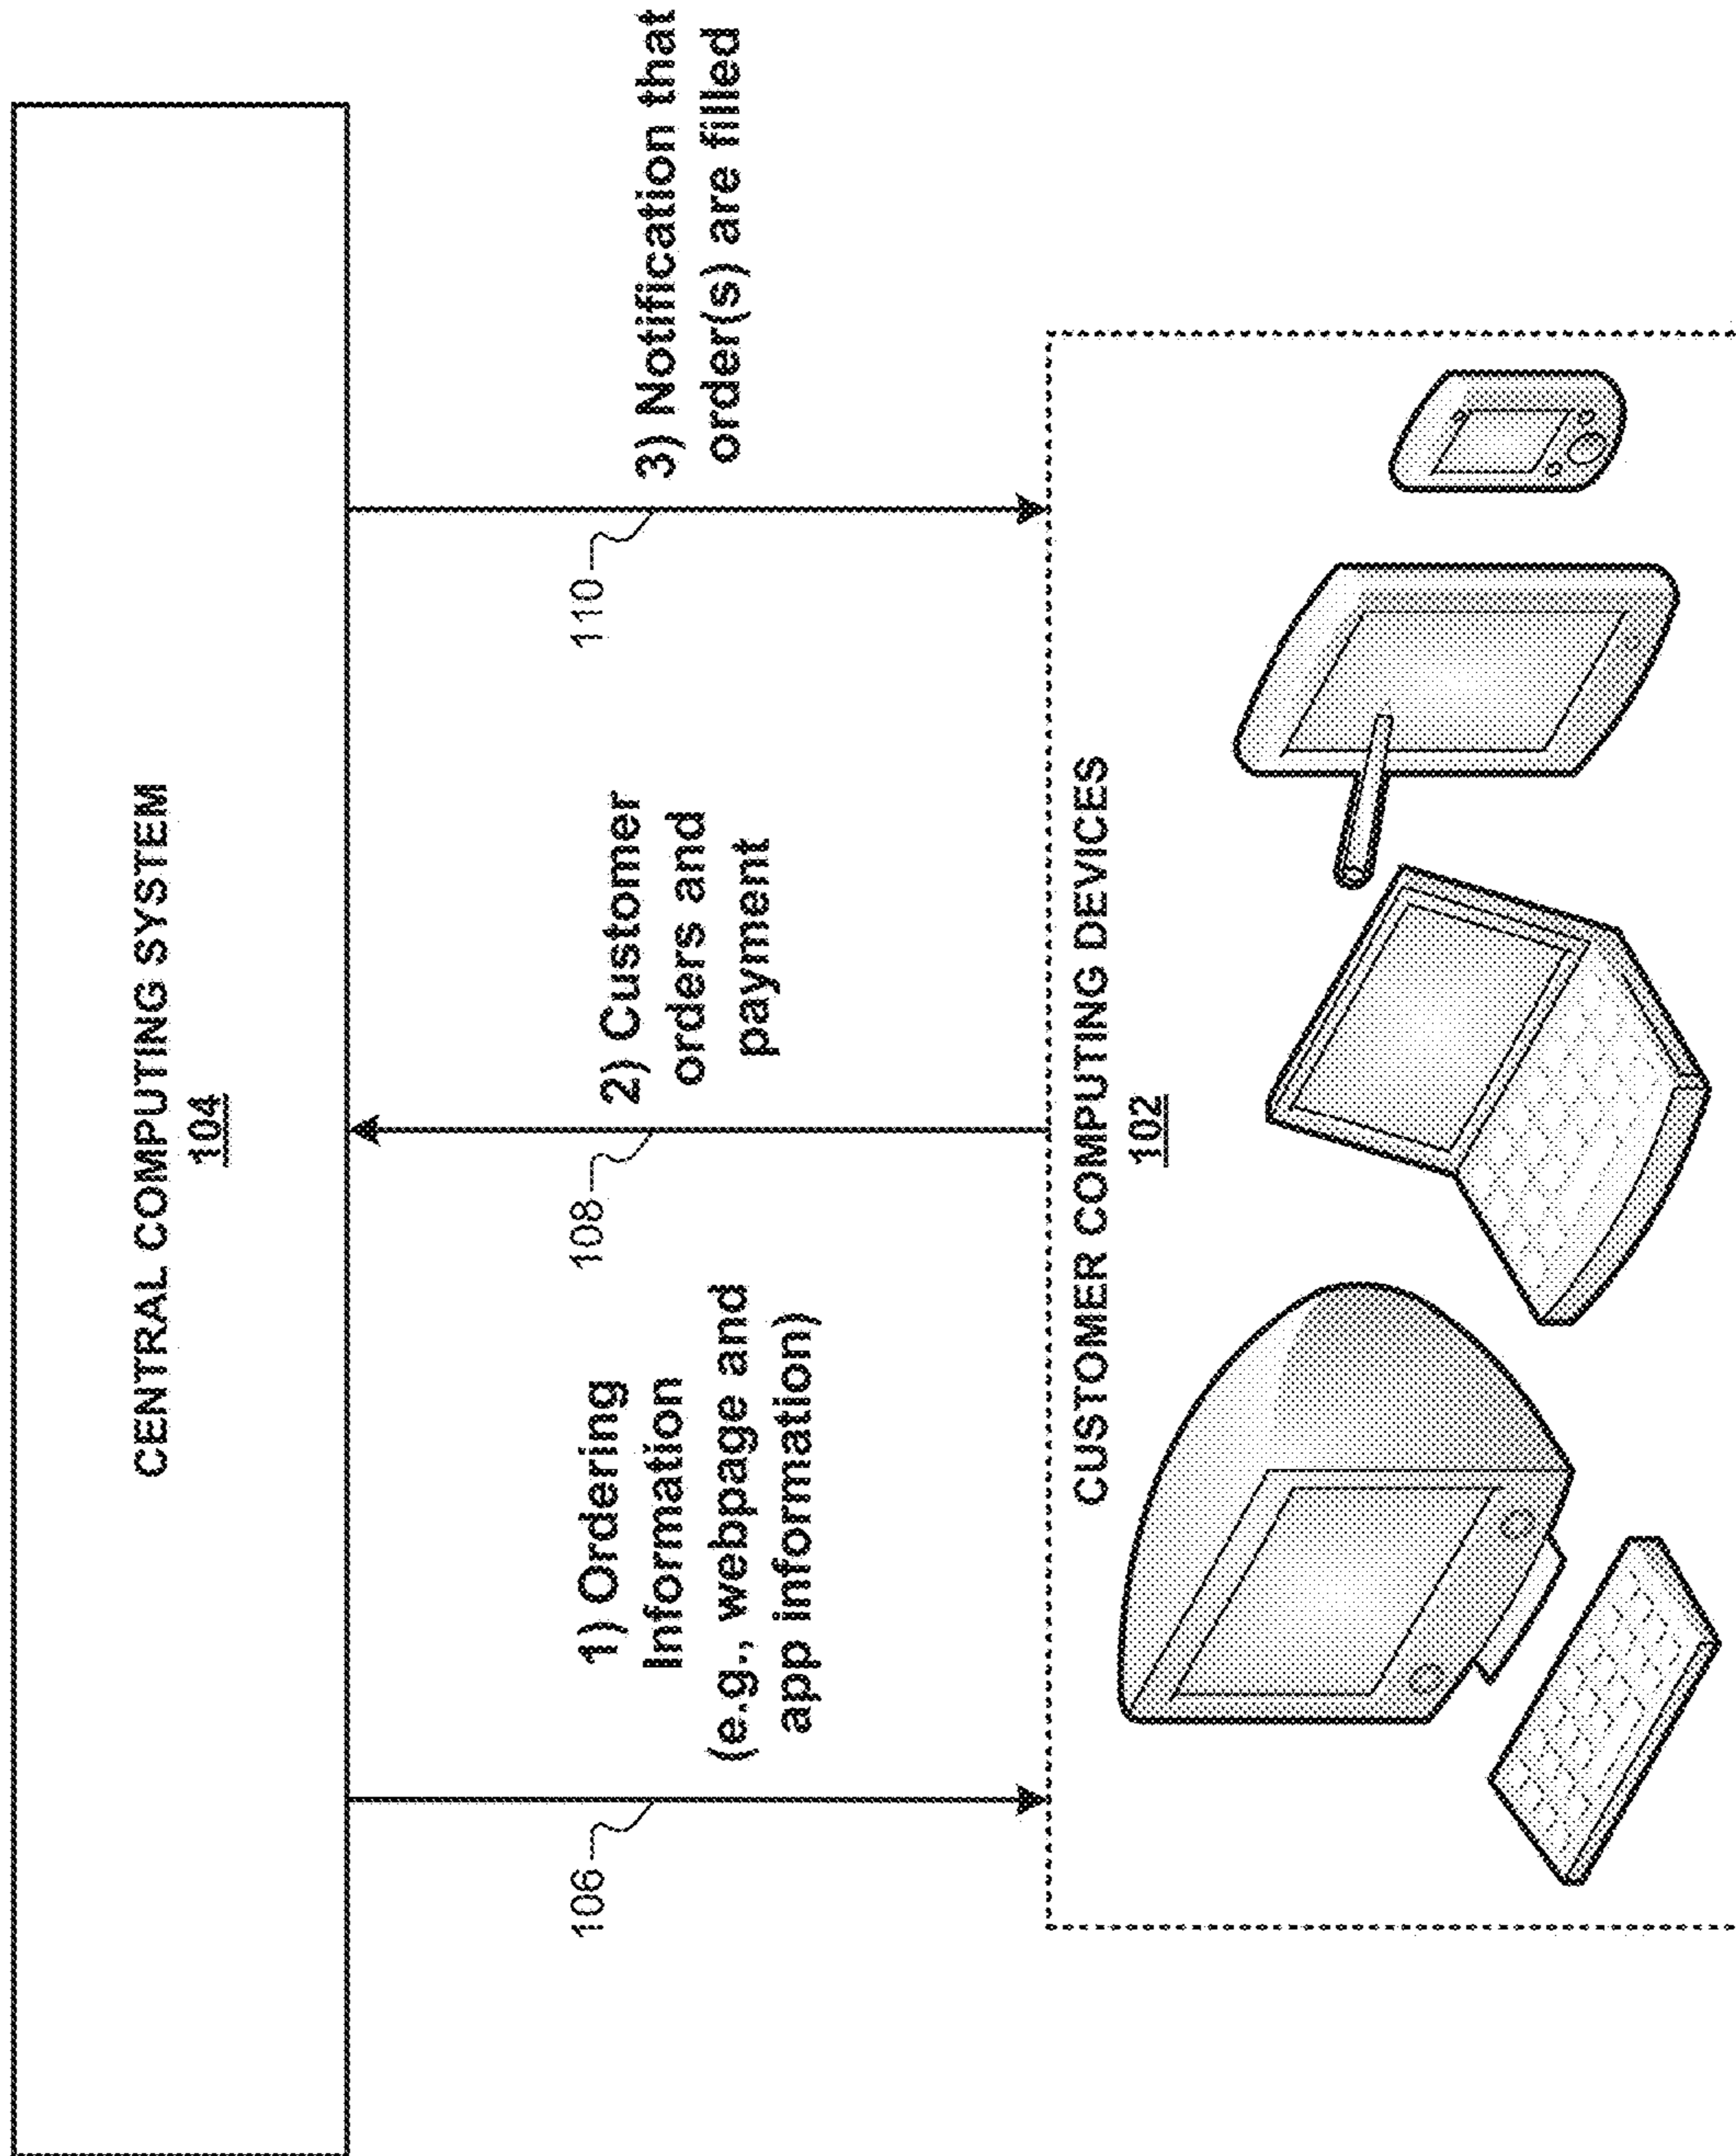 CENTRAL COMPUTING SYSTEM
104
106
1) Ordering
Information
(e.g., webpage and
app information)
108
2) Customer
orders and
payment
110
3) Notification that
order(s) are filled
CUSTOMER COMPUTING DEVICES
102